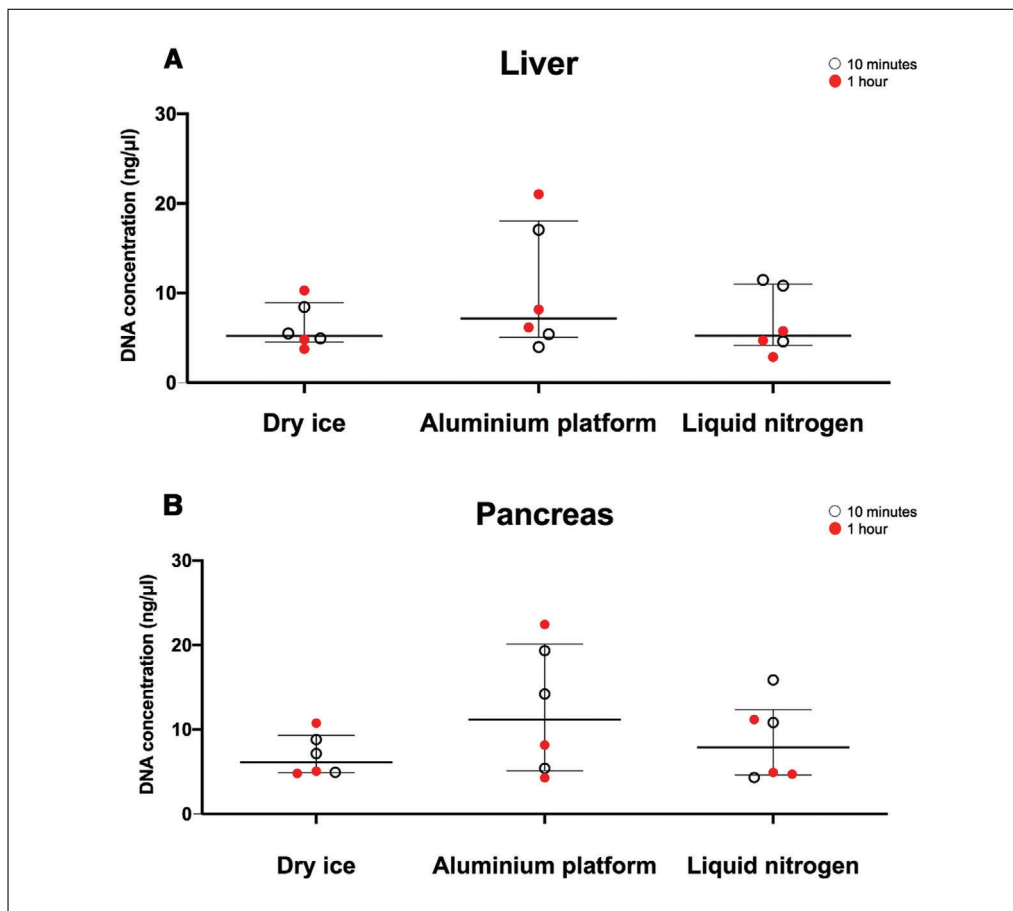 A
Liver
10 minutes
1 hour
DNA concentration (ng/µl)
30
20
10
0
Dry ice
Aluminium platform
Liquid nitrogen
B
Pancreas
10 minutes
1 hour
DNA concentration (ng/µl)
30
20
10
0
Dry ice
Aluminium platform
Liquid nitrogen